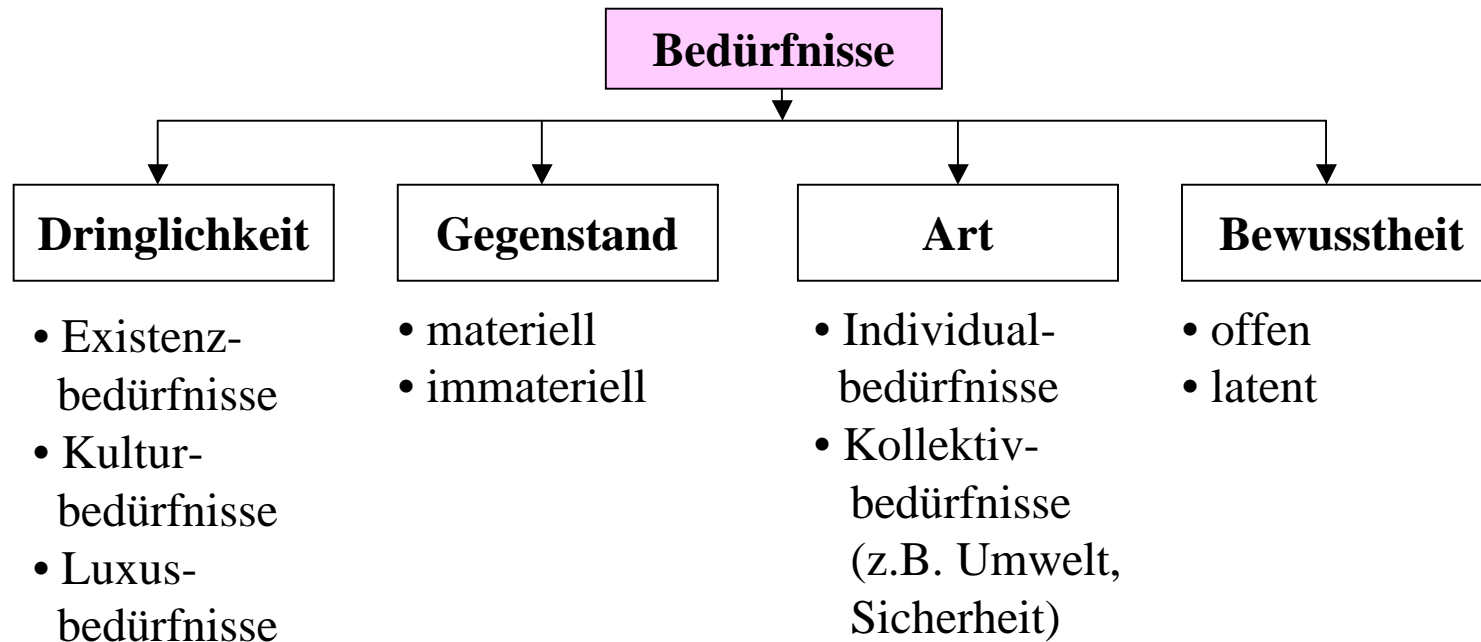 Bedürfnisse
Dringlichkeit
• Existenz-
bedürfnisse
• Kultur-
bedürfnisse
• Luxus-
bedürfnisse
Gegenstand
• materiell
• immateriell
Art
• Individual-
bedürfnisse
• Kollektiv-
bedürfnisse
(z.B. Umwelt,
Sicherheit)
Bewusstheit
• offen
• latent